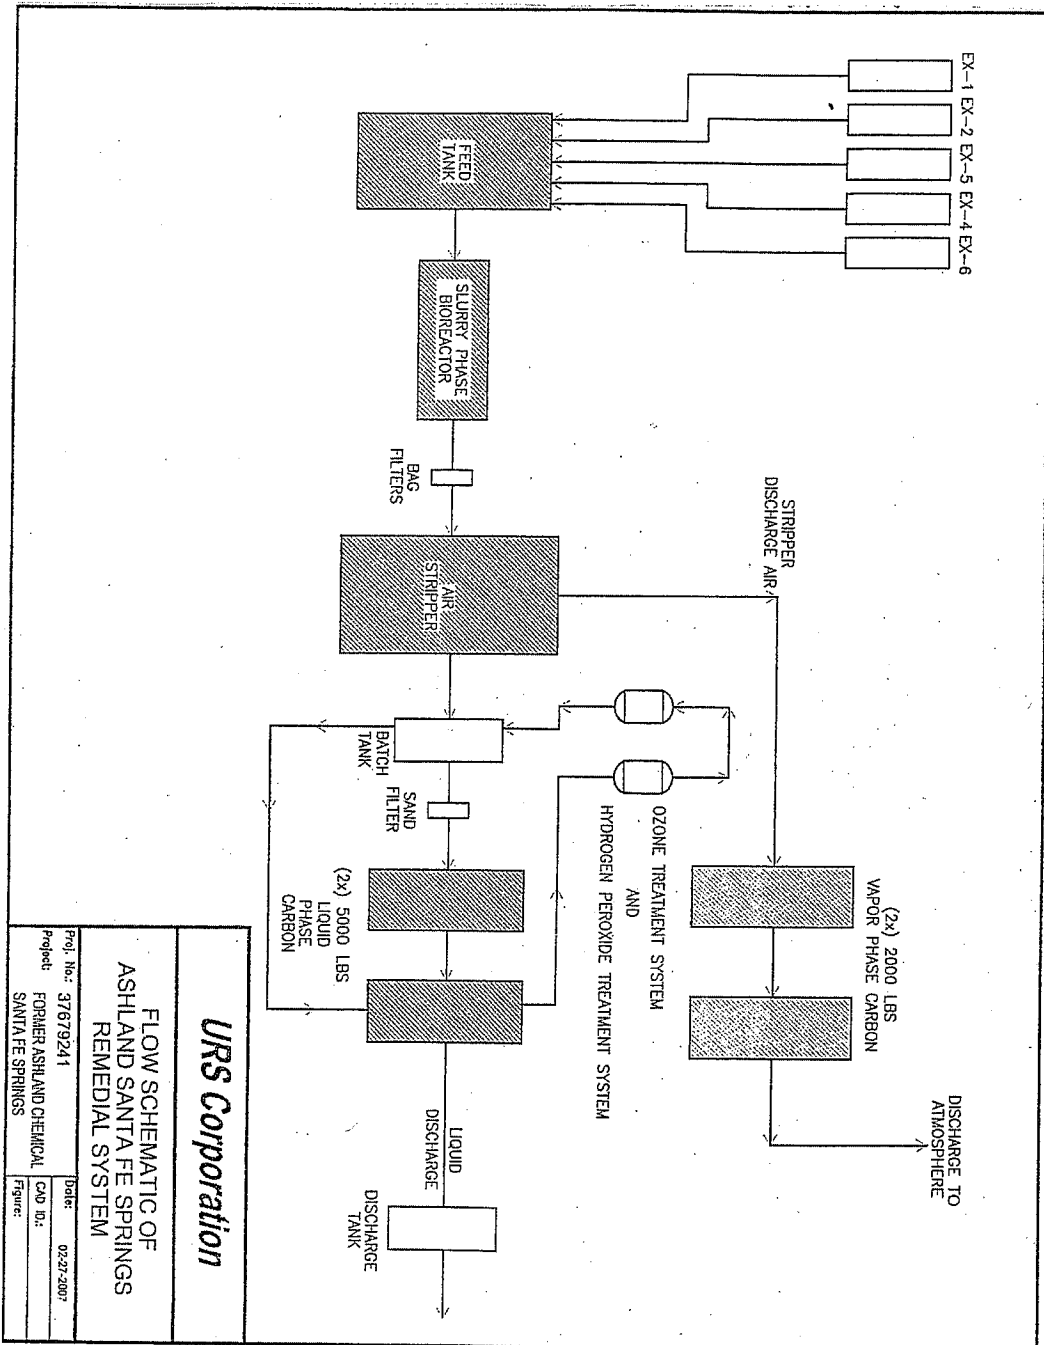 EX-1
EX-2
EX-5
EX-4
EX-6
FEED
TANK
SLURRY PHASE
BIOREACTOR
BAG
FILTERS
AIR
STRIPPER
STRIPPER
DISCHARGE AIR
BATCH
TANK
SAND
FILTER
(2x) 5000 LBS
LIQUID
PHASE
CARBON
OZONE TREATMENT SYSTEM
AND
HYDROGEN PEROXIDE TREATMENT SYSTEM
(2x) 2000 LBS
VAPOR PHASE CARBON
DISCHARGE TO
ATMOSPHERE
LIQUID
DISCHARGE
DISCHARGE
TANK
URS Corporation
FLOW SCHEMATIC OF
ASHLAND SANTA FE SPRINGS
REMEDIAL SYSTEM
Proj. No.: 37679241
Date: 02-27-2007
Project: FORMER ASHLAND CHEMICAL
SANTA FE SPRINGS
CAD ID.:
Figure: